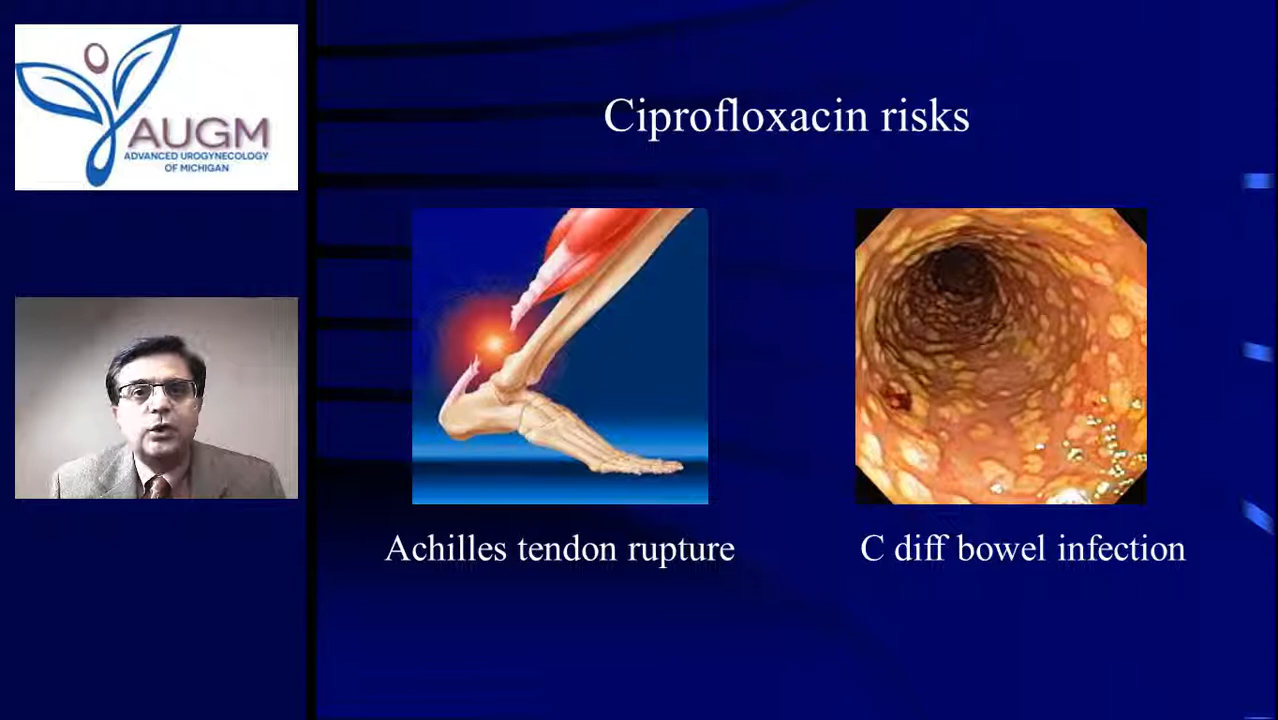 AUGM
ADVANCED UROGYNECOLOGY
OF MICHIGAN
Ciprofloxacin risks
Achilles tendon rupture
C diff bowel infection